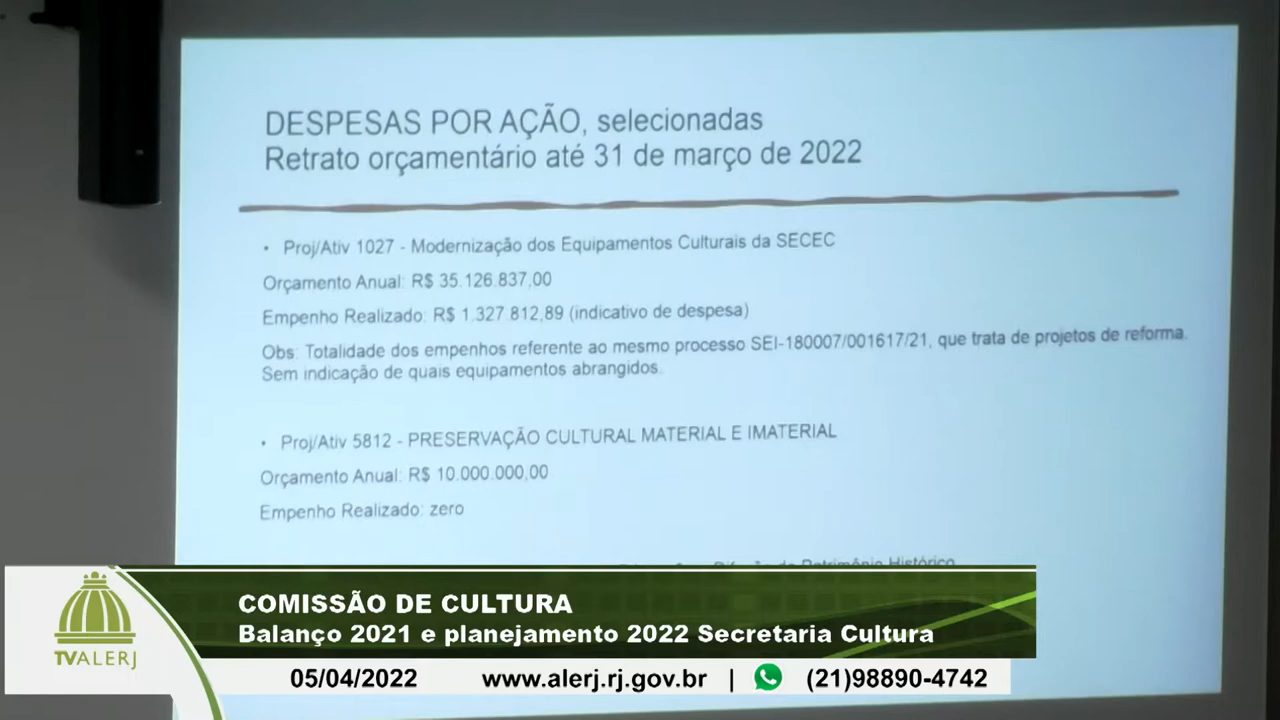 DESPESAS POR AÇÃO, selecionadas
Retrato orçamentário até 31 de março de 2022
• Proj/Ativ 1027 - Modernização dos Equipamentos Culturais da SECEC
Orçamento Anual: R$ 35.126.837,00
Empenho Realizado: R$ 1.327.812,89 (indicativo de despesa)
Obs: Totalidade dos empenhos referente ao mesmo processo SEI-180007/001617/21, que trata de projetos de reforma.
Sem indicação de quais equipamentos abrangidos.
• Proj/Ativ 5812 - PRESERVAÇÃO CULTURAL MATERIAL E IMATERIAL
Orçamento Anual: R$ 10.000.000,00
Empenho Realizado: zero
Difusão do Patrimônio Histórico
COMISSÃO DE CULTURA
Balanço 2021 e planejamento 2022 Secretaria Cultura
TVALERJ
05/04/2022 www.alerj.rj.gov.br | (21)98890-4742